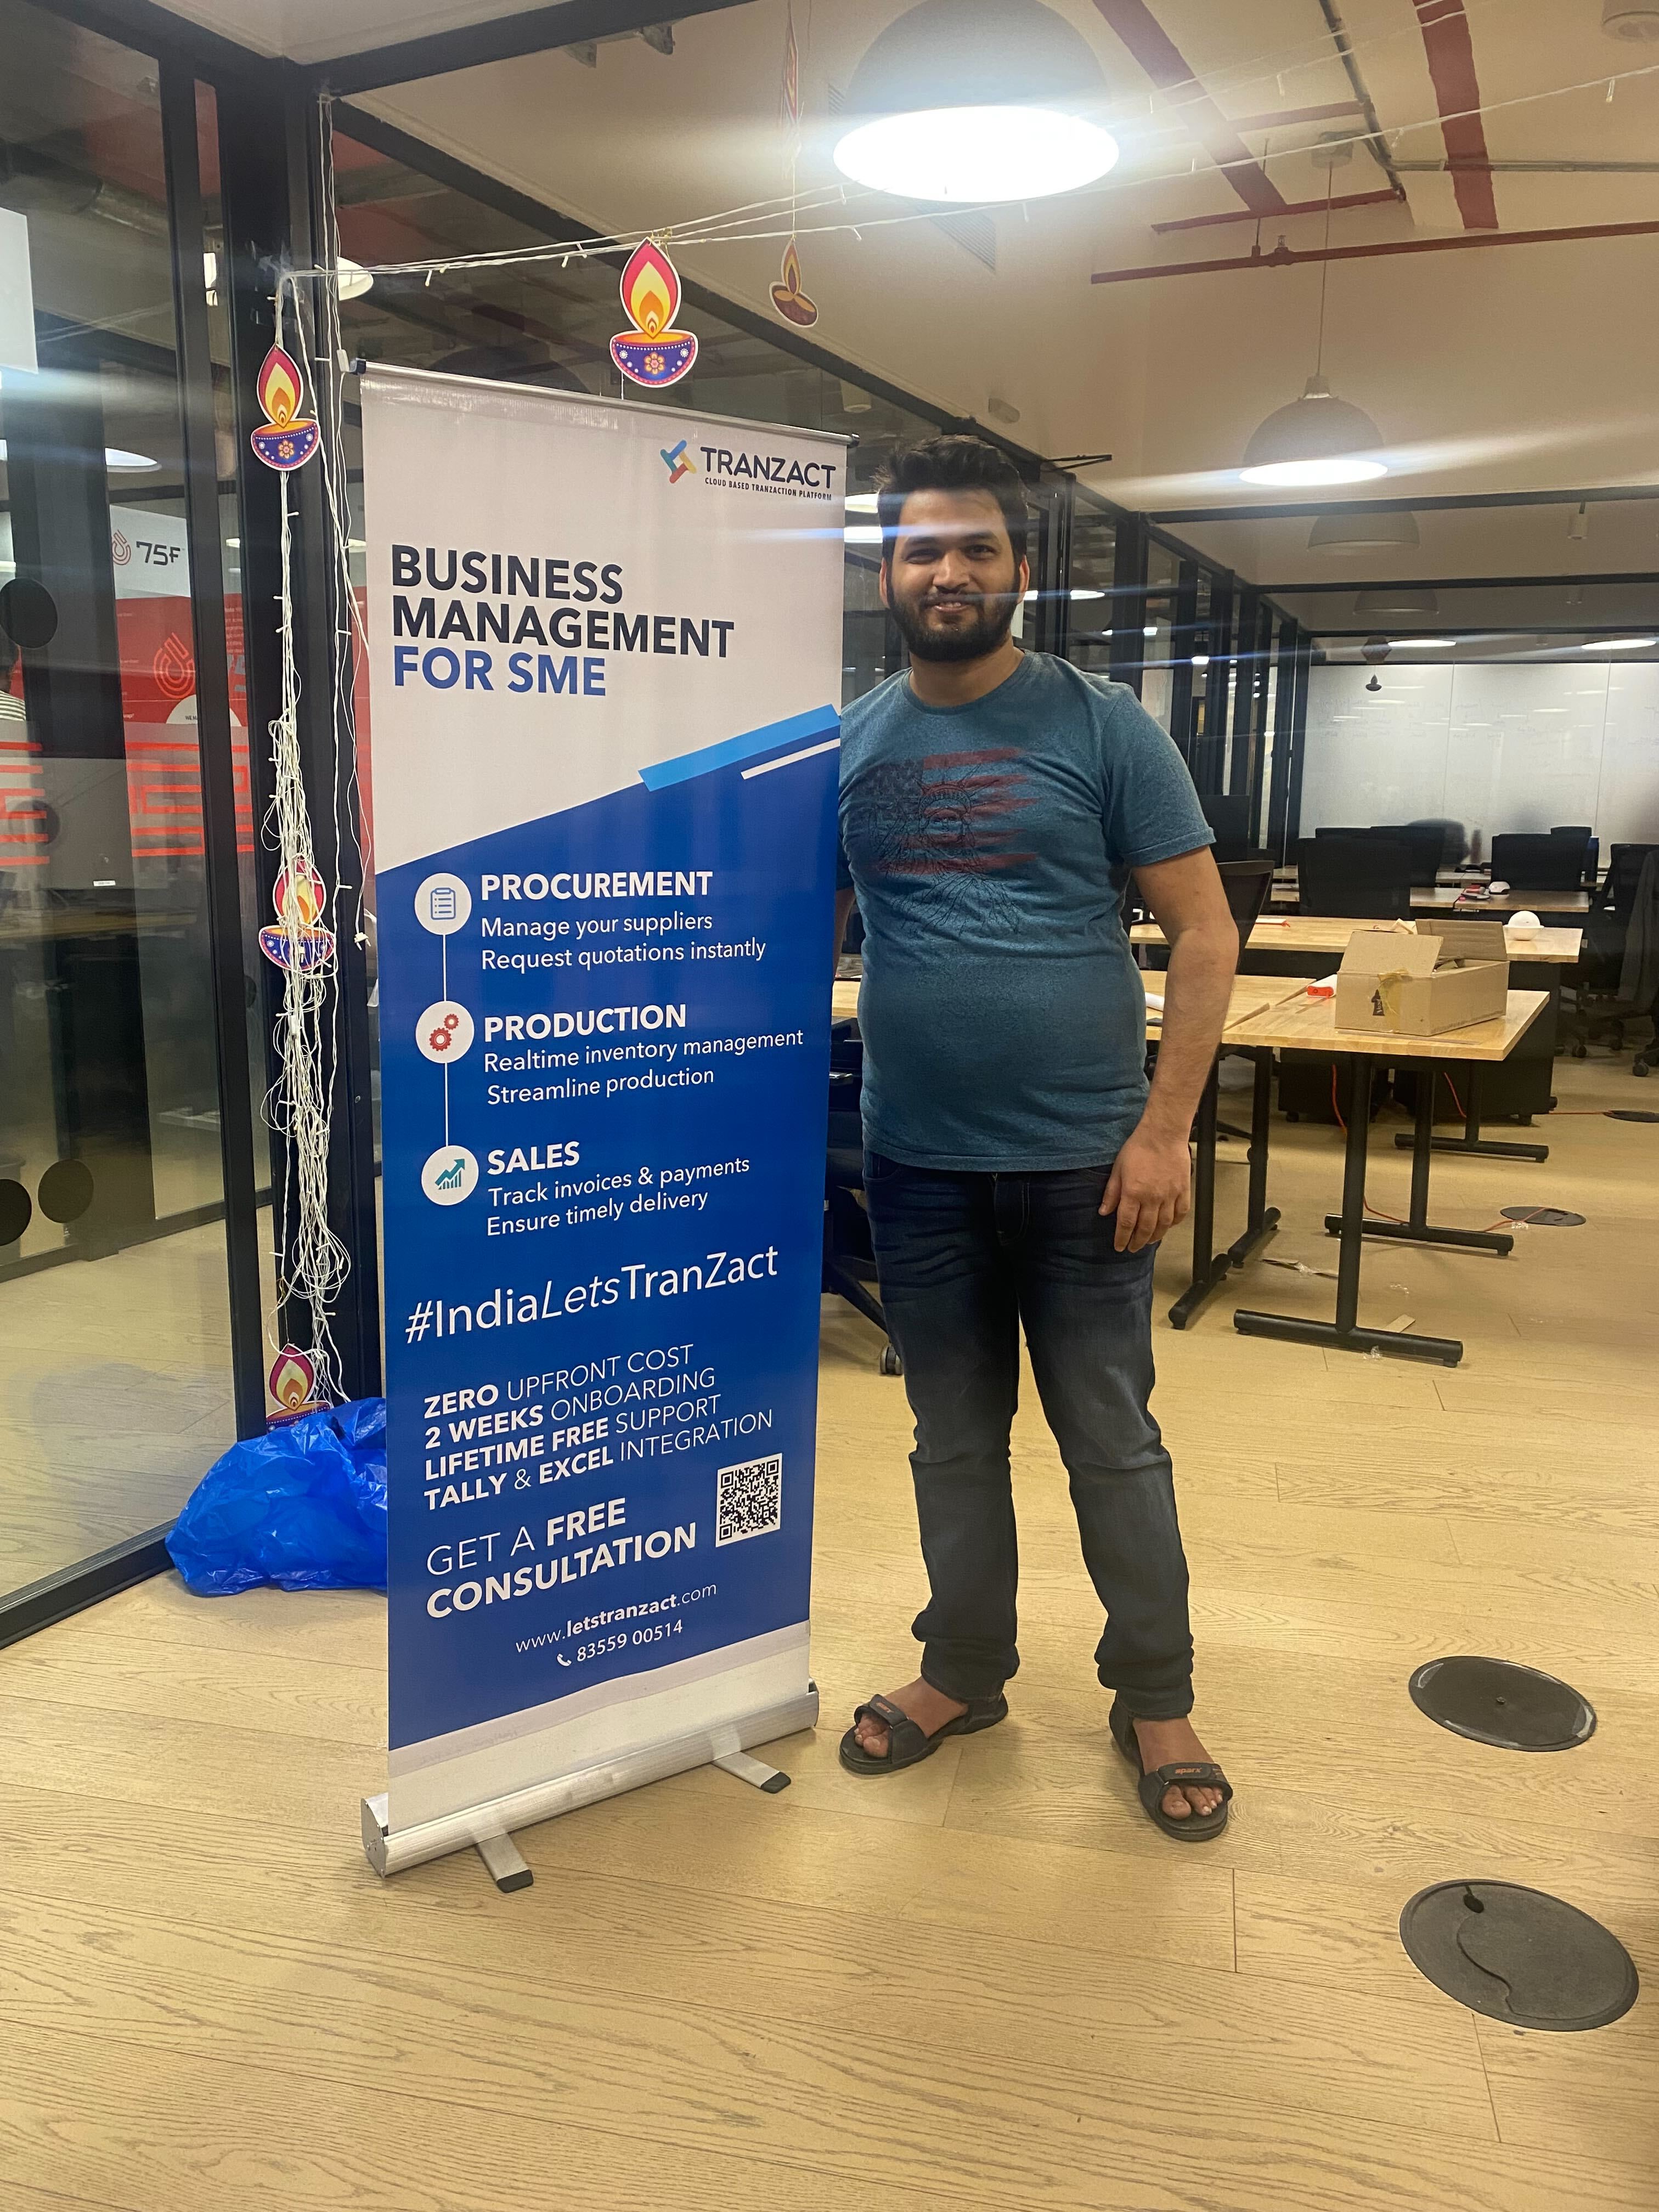 TRANZACT
CLOUD BASED TRANZACTION PLATFORM
BUSINESS
MANAGEMENT
FOR SME
PROCUREMENT
Manage your suppliers
Request quotations instantly
PRODUCTION
Realtime inventory management
Streamline production
SALES
Track invoices & payments
Ensure timely delivery
#IndiaLetsTranZact
ZERO UPFRONT COST
2 WEEKS ONBOARDING
LIFETIME FREE SUPPORT
TALLY & EXCEL INTEGRATION
GET A FREE
CONSULTATION
www.letstranzact.com
83559 00514
75F
sparx